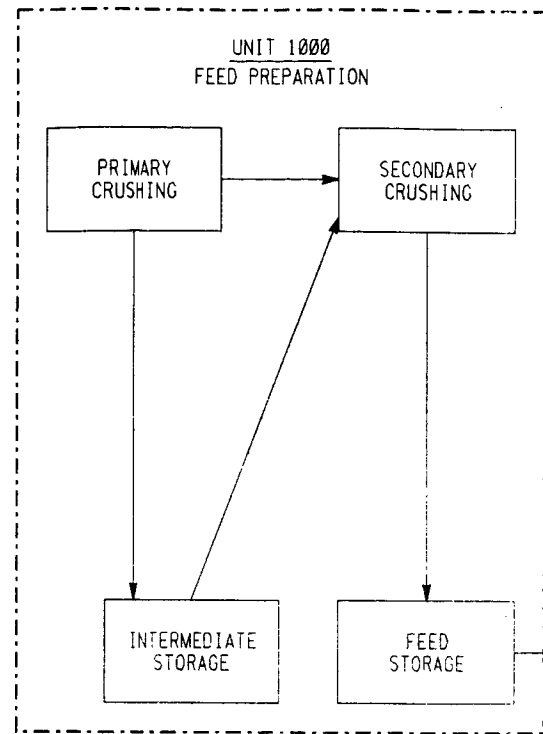 UNIT 1000
FEED PREPARATION
PRIMARY
CRUSHING
SECONDARY
CRUSHING
INTERMEDIATE
STORAGE
FEED
STORAGE